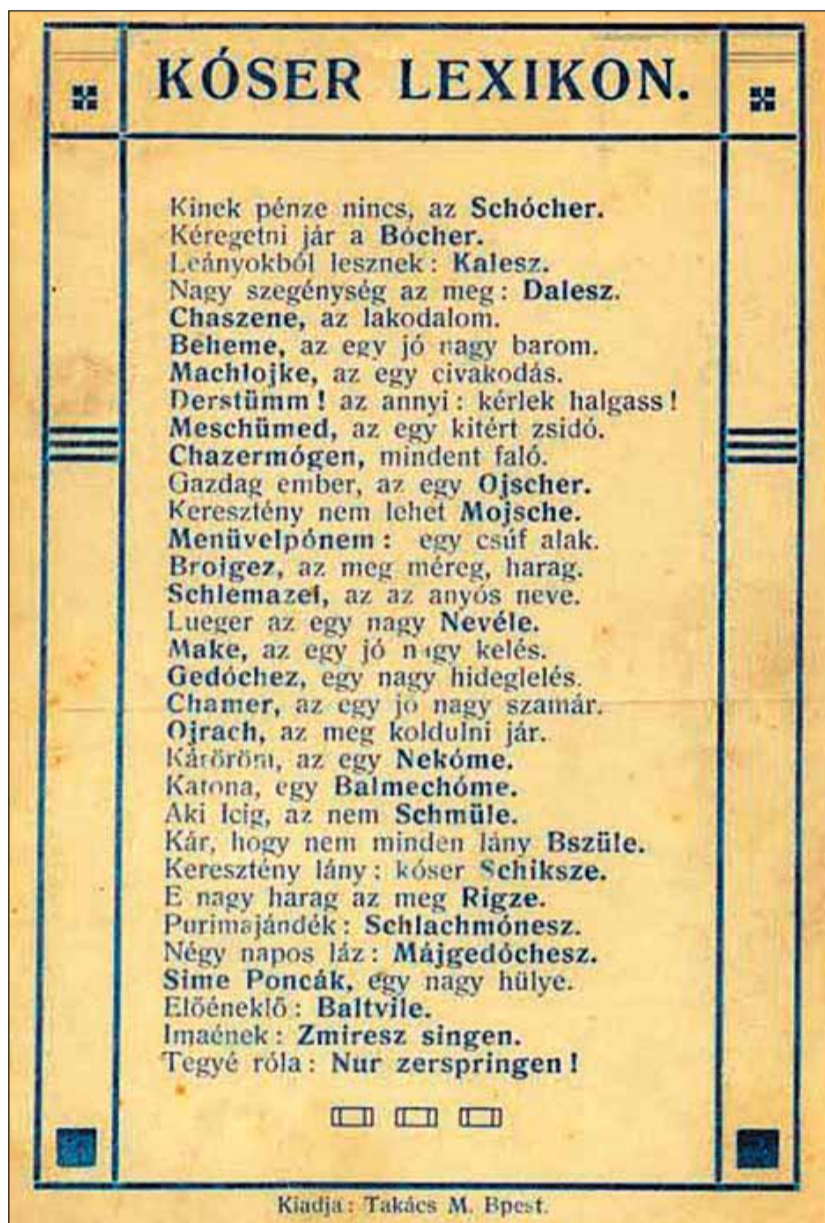 KÓSER LEXIKON.
Kinek pénze nincs, az Schócher.
Kéregetni jár a Bócher.
Leányokból lesznek: Kalesz.
Nagy szegénység az meg: Dalesz.
Chaszene, az lakodalom.
Beheme, az egy jó nagy barom.
Machlojke, az egy civakodás.
Derstümm! az annyi: kérlek halgass!
Meschümed, az egy kitért zsidó.
Chazermógen, mindent faló.
Gazdag ember, az egy Ojscher.
Keresztény nem lehet Mojsche.
Menüvelpónem: egy csúf alak.
Broigez, az meg méreg, harag.
Schlemazel, az az anyós neve.
Lueger az egy nagy Nevéle.
Make, az egy jó nagy kelés.
Gedóchez, egy nagy hideglelés.
Chamer, az egy jó nagy szamár.
Ojrach, az meg koldulni jár.
Káröröm, az egy Nekóme.
Katona, egy Balmechóme.
Aki Icig, az nem Schmüle.
Kár, hogy nem minden lány Bszüle.
Keresztény lány: kóser Schiksze.
E nagy harag az meg Rigze.
Purimajándék: Schlachmónesz.
Négy napos láz: Májgedóchesz.
Sime Poncák, egy nagy hülye.
Előéneklő: Baltvile.
Imaének: Zmiresz singen.
Tegyé róla: Nur zerspringen!
Kiadja: Takács M. Bpest.